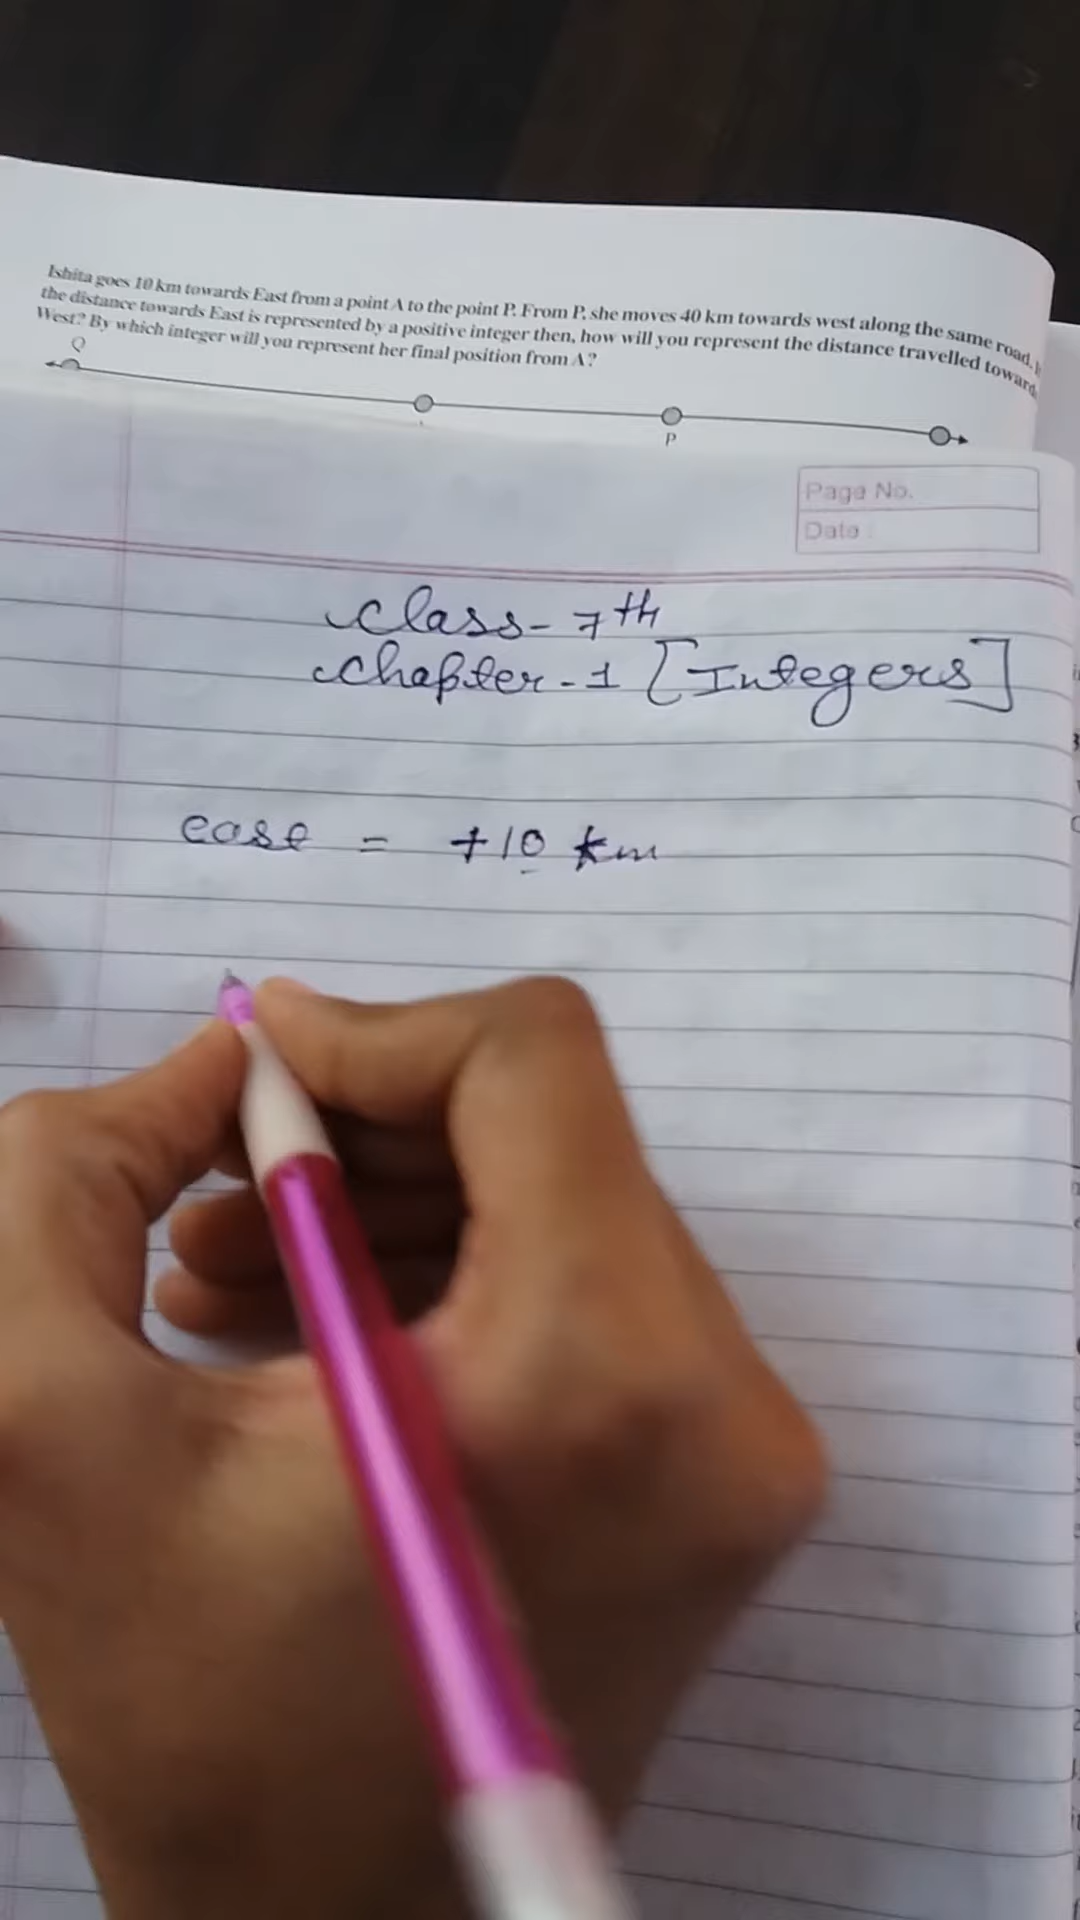 Ishita goes 10 km towards East from a point A to the point P. From P, she moves 40 km towards west along the same road.
the distance towards East is represented by a positive integer then, how will you represent the distance travelled toward
West? By which integer will you represent her final position from A?
Q
P
Page No.
Date :
Class - 7th
Chapter - 1 [Integers]
east = +10 km